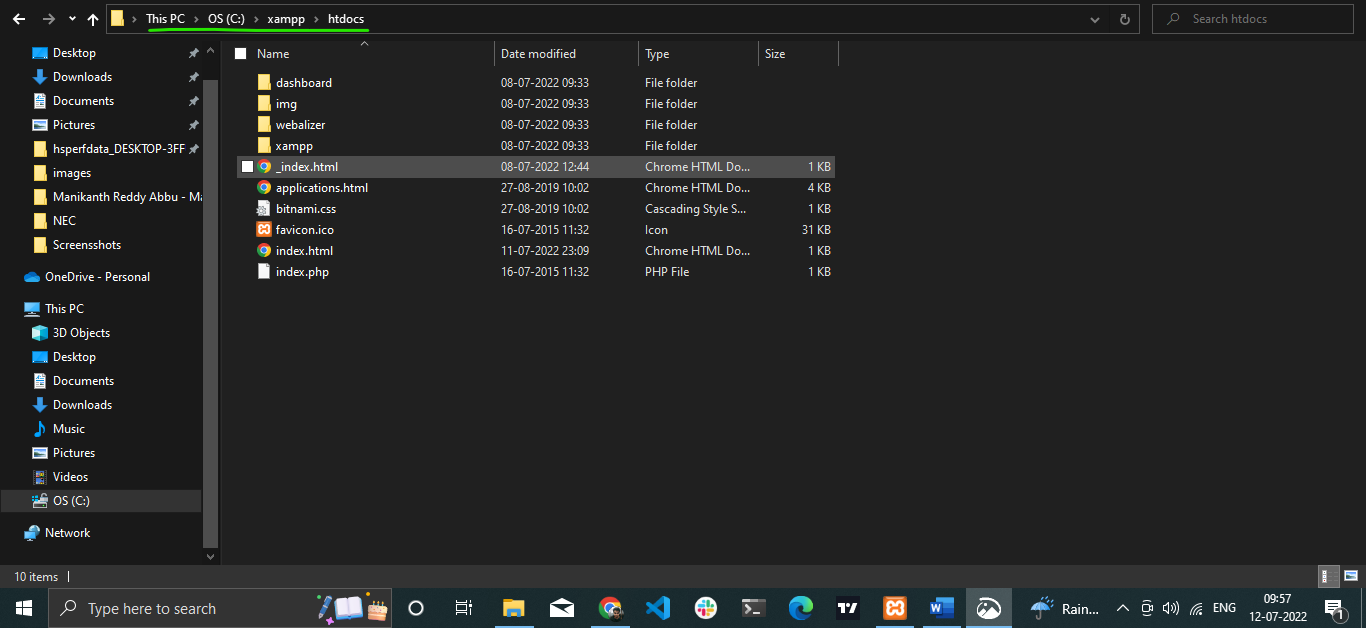 This PC > OS (C:) > xampp > htdocs
Search htdocs
Desktop
Downloads
Documents
Pictures
hsperfdata_DESKTOP-3FF
images
Manikanth Reddy Abbu - Ma
NEC
Screensshots
OneDrive - Personal
This PC
3D Objects
Desktop
Documents
Downloads
Music
Pictures
Videos
OS (C:)
Network
Name Date modified Type Size
dashboard 08-07-2022 09:33 File folder
img 08-07-2022 09:33 File folder
webalizer 08-07-2022 09:33 File folder
xampp 08-07-2022 09:33 File folder
_index.html 08-07-2022 12:44 Chrome HTML Do... 1 KB
applications.html 27-08-2019 10:02 Chrome HTML Do... 4 KB
bitnami.css 27-08-2019 10:02 Cascading Style S... 1 KB
favicon.ico 16-07-2015 11:32 Icon 31 KB
index.html 11-07-2022 23:09 Chrome HTML Do... 1 KB
index.php 16-07-2015 11:32 PHP File 1 KB
10 items
Type here to search
Rain...
ENG
09:57
12-07-2022
1